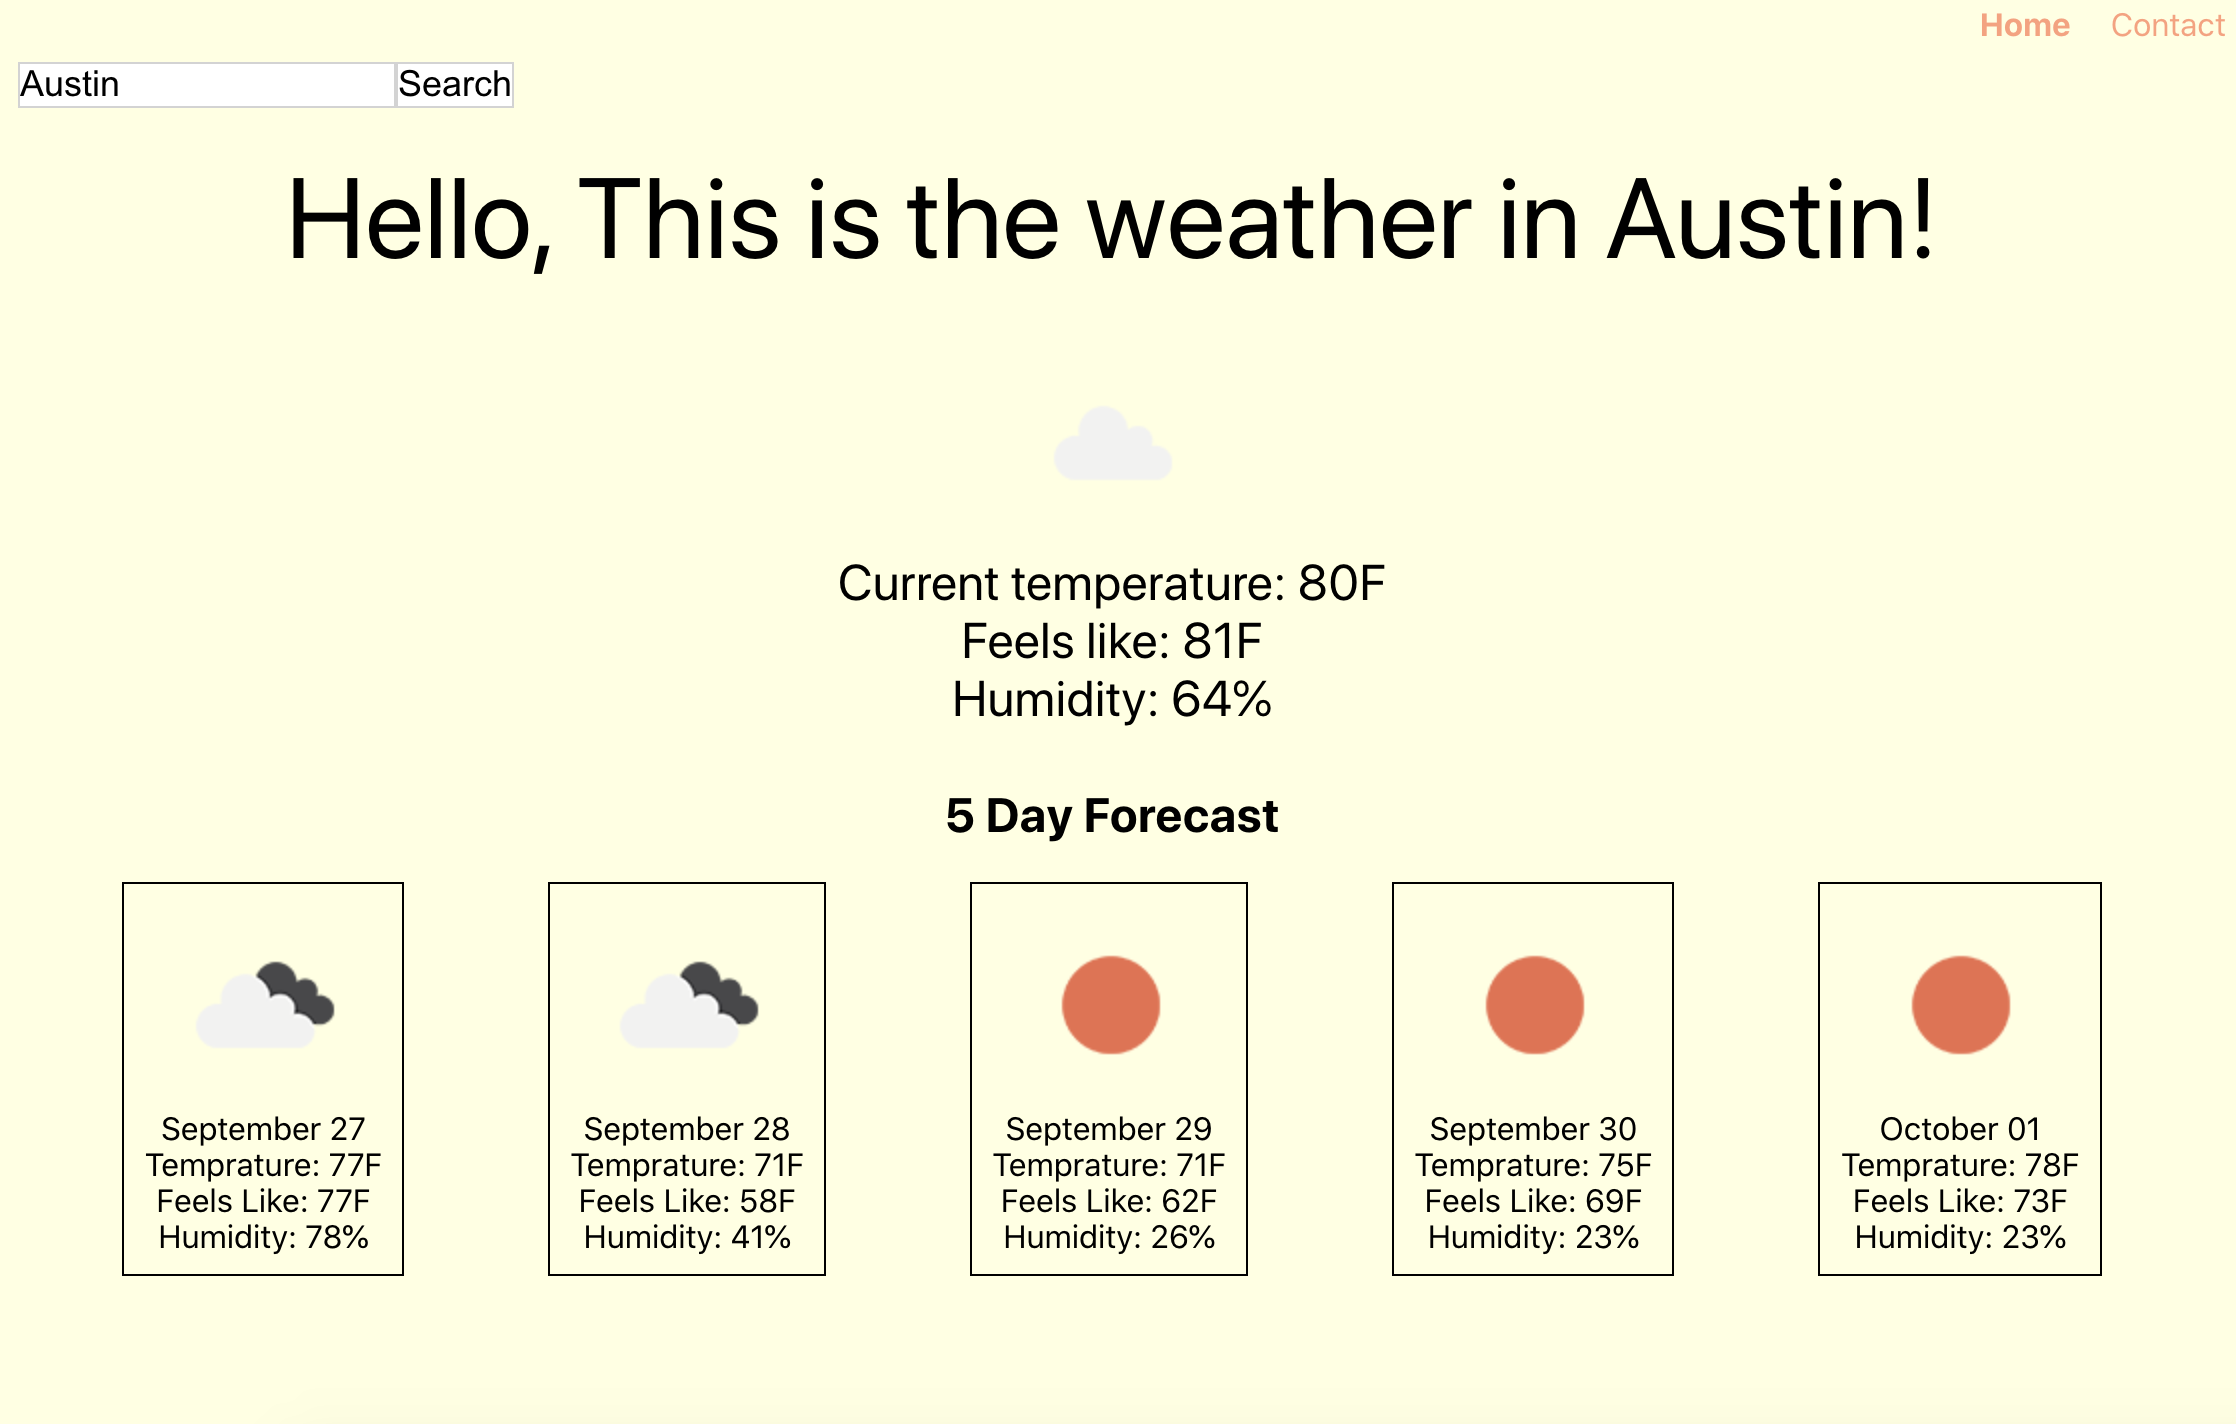 Home Contact
Austin Search
Hello, This is the weather in Austin!
Current temperature: 80F
Feels like: 81F
Humidity: 64%
5 Day Forecast
September 27
Temprature: 77F
Feels Like: 77F
Humidity: 78%
September 28
Temprature: 71F
Feels Like: 58F
Humidity: 41%
September 29
Temprature: 71F
Feels Like: 62F
Humidity: 26%
September 30
Temprature: 75F
Feels Like: 69F
Humidity: 23%
October 01
Temprature: 78F
Feels Like: 73F
Humidity: 23%